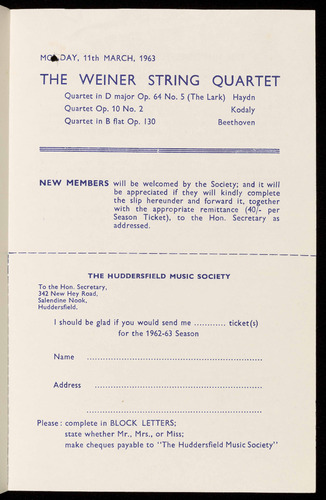 MONDAY, 11th MARCH, 1963
THE WEINER STRING QUARTET
Quartet in D major Op. 64 No. 5 (The Lark) Haydn
Quartet Op. 10 No. 2 Kodaly
Quartet in B flat Op. 130 Beethoven
NEW MEMBERS will be welcomed by the Society; and it will
be appreciated if they will kindly complete
the slip hereunder and forward it, together
with the appropriate remittance (40/- per
Season Ticket), to the Hon. Secretary as
addressed.
THE HUDDERSFIELD MUSIC SOCIETY
To the Hon. Secretary,
342 New Hey Road,
Salendine Nook,
Huddersfield.
I should be glad if you would send me ............ ticket(s)
for the 1962-63 Season
Name ............................................................
Address ............................................................
............................................................
Please: complete in BLOCK LETTERS;
state whether Mr., Mrs., or Miss;
make cheques payable to "The Huddersfield Music Society"